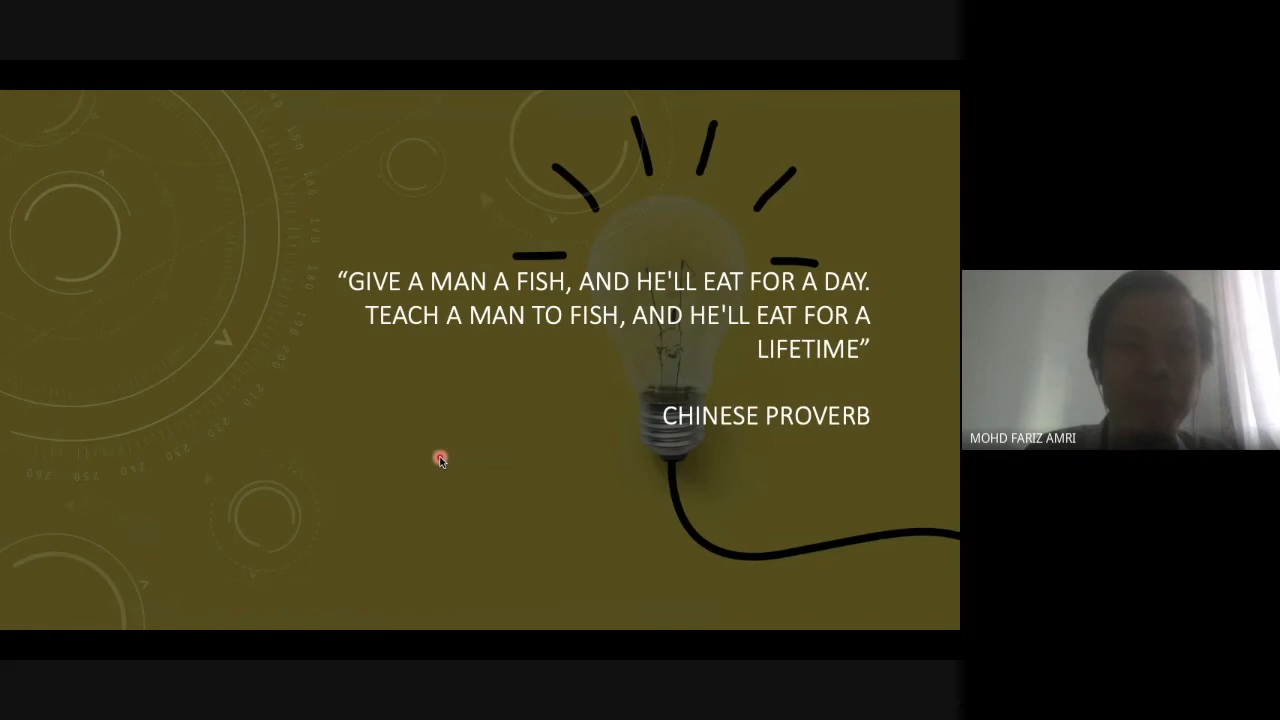 “GIVE A MAN A FISH, AND HE'LL EAT FOR A DAY.
TEACH A MAN TO FISH, AND HE'LL EAT FOR A
LIFETIME”
CHINESE PROVERB
MOHD FARIZ AMRI